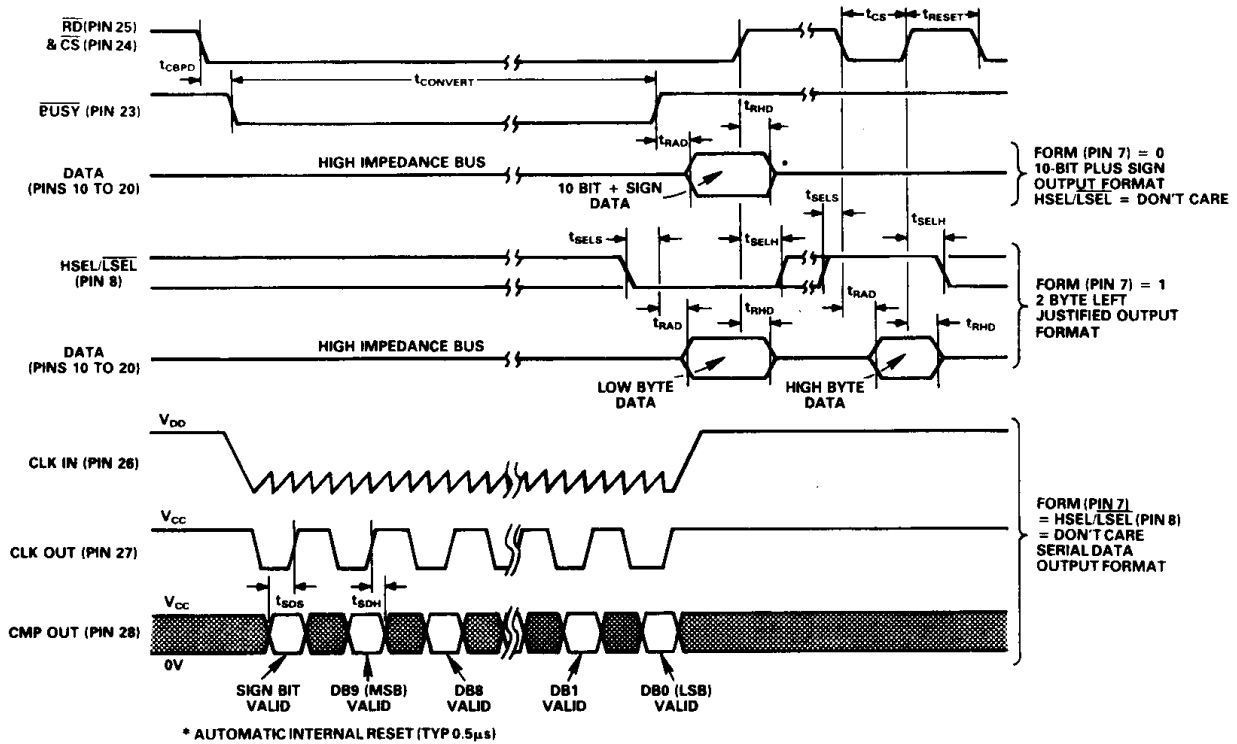 RD(PIN 25)
& CS (PIN 24)
tCS
tRESET
tCBPD
tCONVERT
BUSY (PIN 23)
tRHD
tRAD
*
DATA
(PINS 10 TO 20)
HIGH IMPEDANCE BUS
10 BIT + SIGN
DATA
FORM (PIN 7) = 0
10-BIT PLUS SIGN
OUTPUT FORMAT
HSEL/LSEL = DON'T CARE
tSELS
tSELH
tSELS
tSELH
HSEL/LSEL
(PIN 8)
tRAD
tRHD
tRAD
tRHD
FORM (PIN 7) = 1
2 BYTE LEFT
JUSTIFIED OUTPUT
FORMAT
DATA
(PINS 10 TO 20)
HIGH IMPEDANCE BUS
LOW BYTE
DATA
HIGH BYTE
DATA
VDD
CLK IN (PIN 26)
VCC
CLK OUT (PIN 27)
tSDS
tSDH
VCC
CMP OUT (PIN 28)
0V
FORM (PIN 7)
= HSEL/LSEL (PIN 8)
= DON'T CARE
SERIAL DATA
OUTPUT FORMAT
SIGN BIT
VALID
DB9 (MSB)
VALID
DB8
VALID
DB1
VALID
DB0 (LSB)
VALID
* AUTOMATIC INTERNAL RESET (TYP 0.5µs)